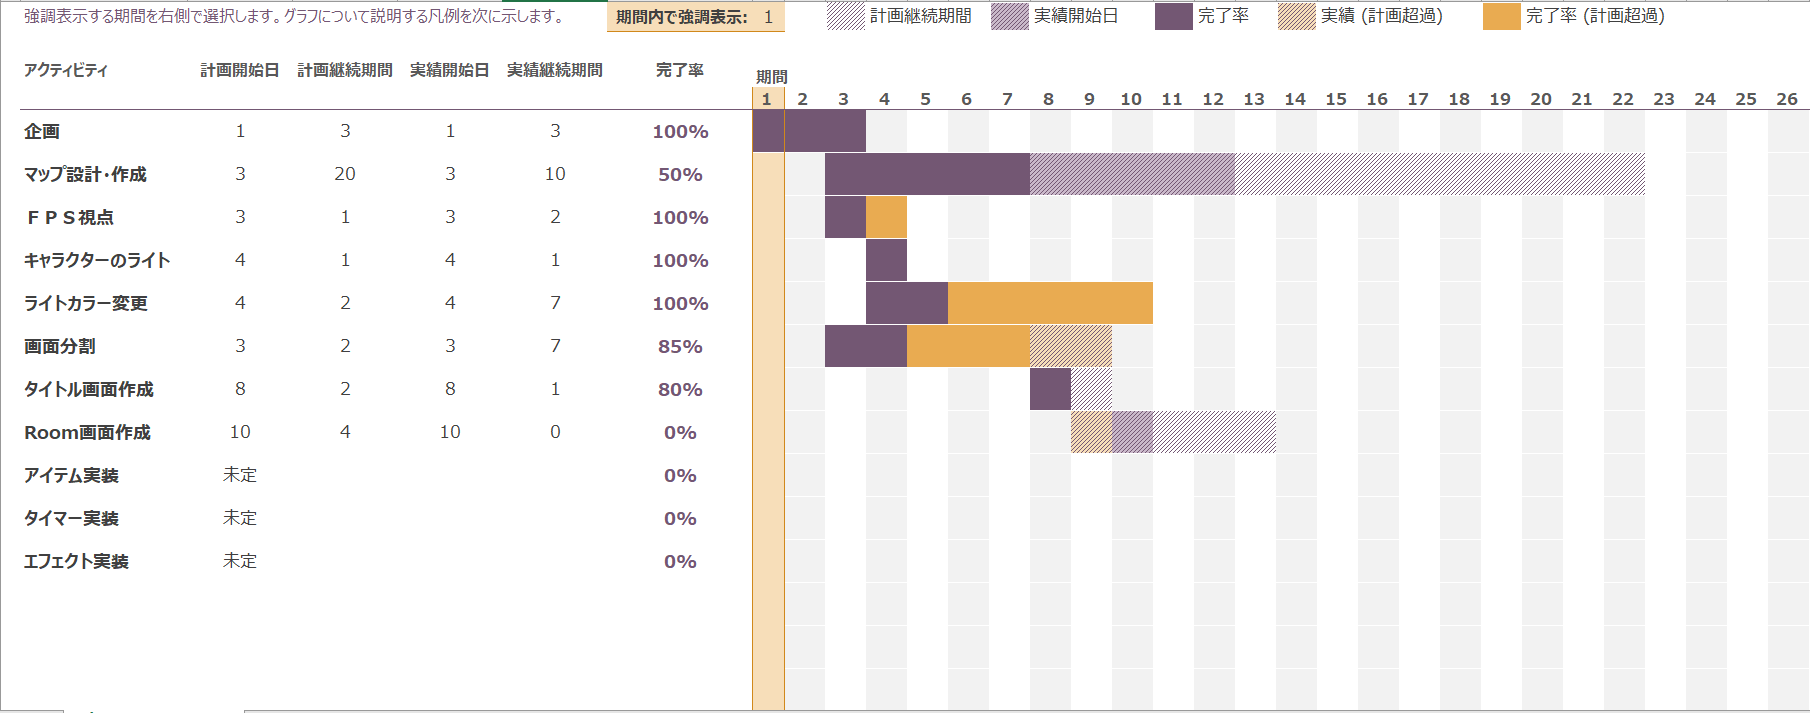 強調表示する期間を右側で選択します。グラフについて説明する凡例を次に示します。 期間内で強調表示: 1 計画継続期間 実績開始日 完了率 実績 (計画超過) 完了率 (計画超過)
アクティビティ 計画開始日 計画継続期間 実績開始日 実績継続期間 完了率 期間
1 2 3 4 5 6 7 8 9 10 11 12 13 14 15 16 17 18 19 20 21 22 23 24 25 26
企画 1 3 1 3 100%
マップ設計・作成 3 20 3 10 50%
ＦＰＳ視点 3 1 3 2 100%
キャラクターのライト 4 1 4 1 100%
ライトカラー変更 4 2 4 7 100%
画面分割 3 2 3 7 85%
タイトル画面作成 8 2 8 1 80%
Room画面作成 10 4 10 0 0%
アイテム実装 未定 0%
タイマー実装 未定 0%
エフェクト実装 未定 0%